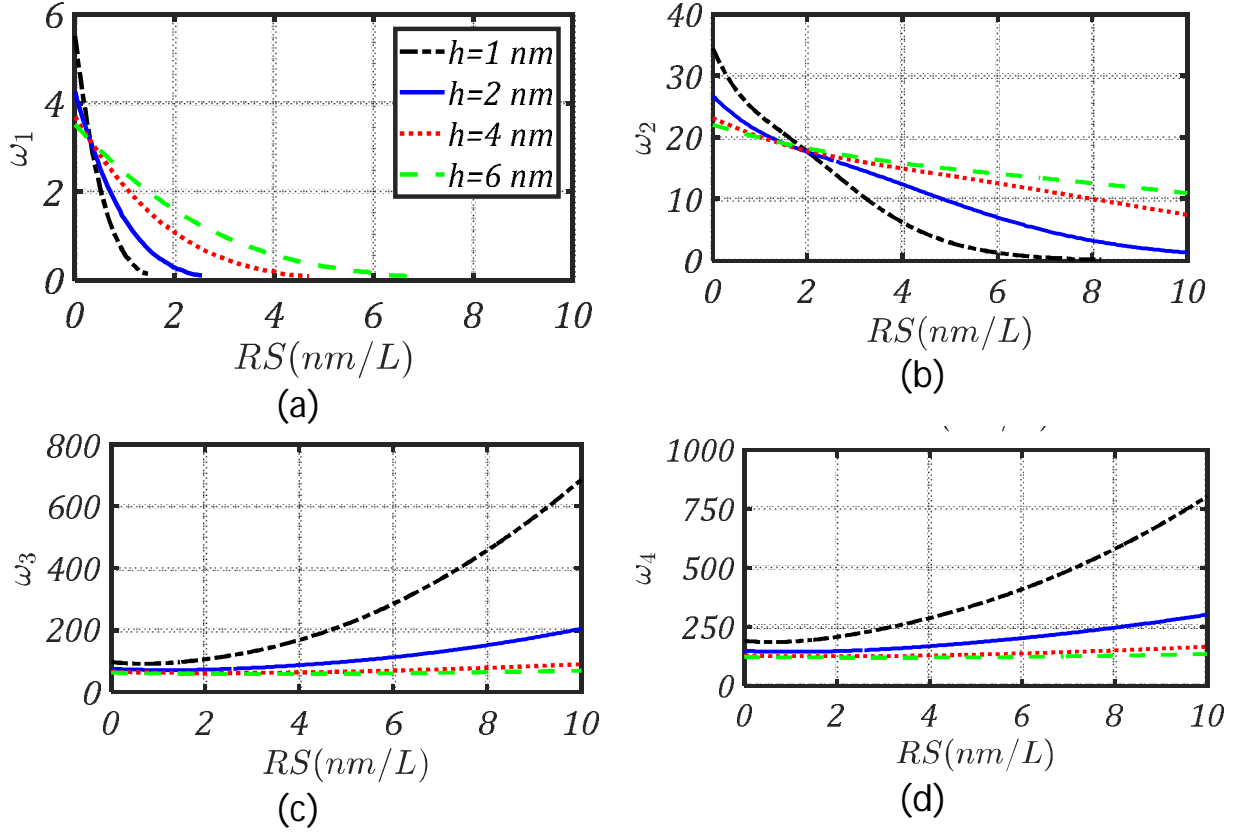 6
4
2
0
ω₁
h=1 nm
h=2 nm
h=4 nm
h=6 nm
0 2 4 6 8 10
RS(nm/L)
(a)
40
30
20
10
0
ω₂
0 2 4 6 8 10
RS(nm/L)
(b)
800
600
400
200
0
ω₃
0 2 4 6 8 10
RS(nm/L)
(c)
1000
750
500
250
0
ω₄
0 2 4 6 8 10
RS(nm/L)
(d)